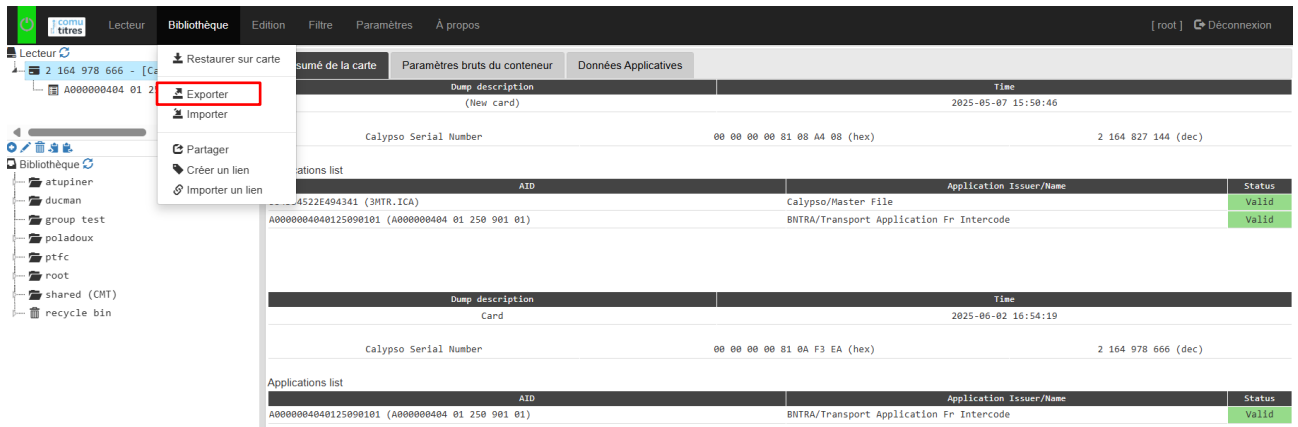 comu titres Lecteur Bibliothèque Edition Filtre Paramètres À propos [ root ] Déconnexion
Lecteur
2 164 978 666 - [Ca
A000000404 01 25
Bibliothèque
atupiner
ducman
group test
poladoux
ptfc
root
shared (CMT)
recycle bin
Restaurer sur carte
Exporter
Importer
Partager
Créer un lien
Importer un lien
sumé de la carte Paramètres bruts du conteneur Données Applicatives
Dump description Time
(New card) 2025-05-07 15:50:46
Calypso Serial Number 00 00 00 00 81 08 A4 08 (hex) 2 164 827 144 (dec)
ations list
AID Application Issuer/Name Status
4522E494341 (3MTR.ICA) Calypso/Master File Valid
A0000004040125090101 (A000000404 01 250 901 01) BNTRA/Transport Application Fr Intercode Valid
Dump description Time
Card 2025-06-02 16:54:19
Calypso Serial Number 00 00 00 00 81 0A F3 EA (hex) 2 164 978 666 (dec)
Applications list
AID Application Issuer/Name Status
A0000004040125090101 (A000000404 01 250 901 01) BNTRA/Transport Application Fr Intercode Valid